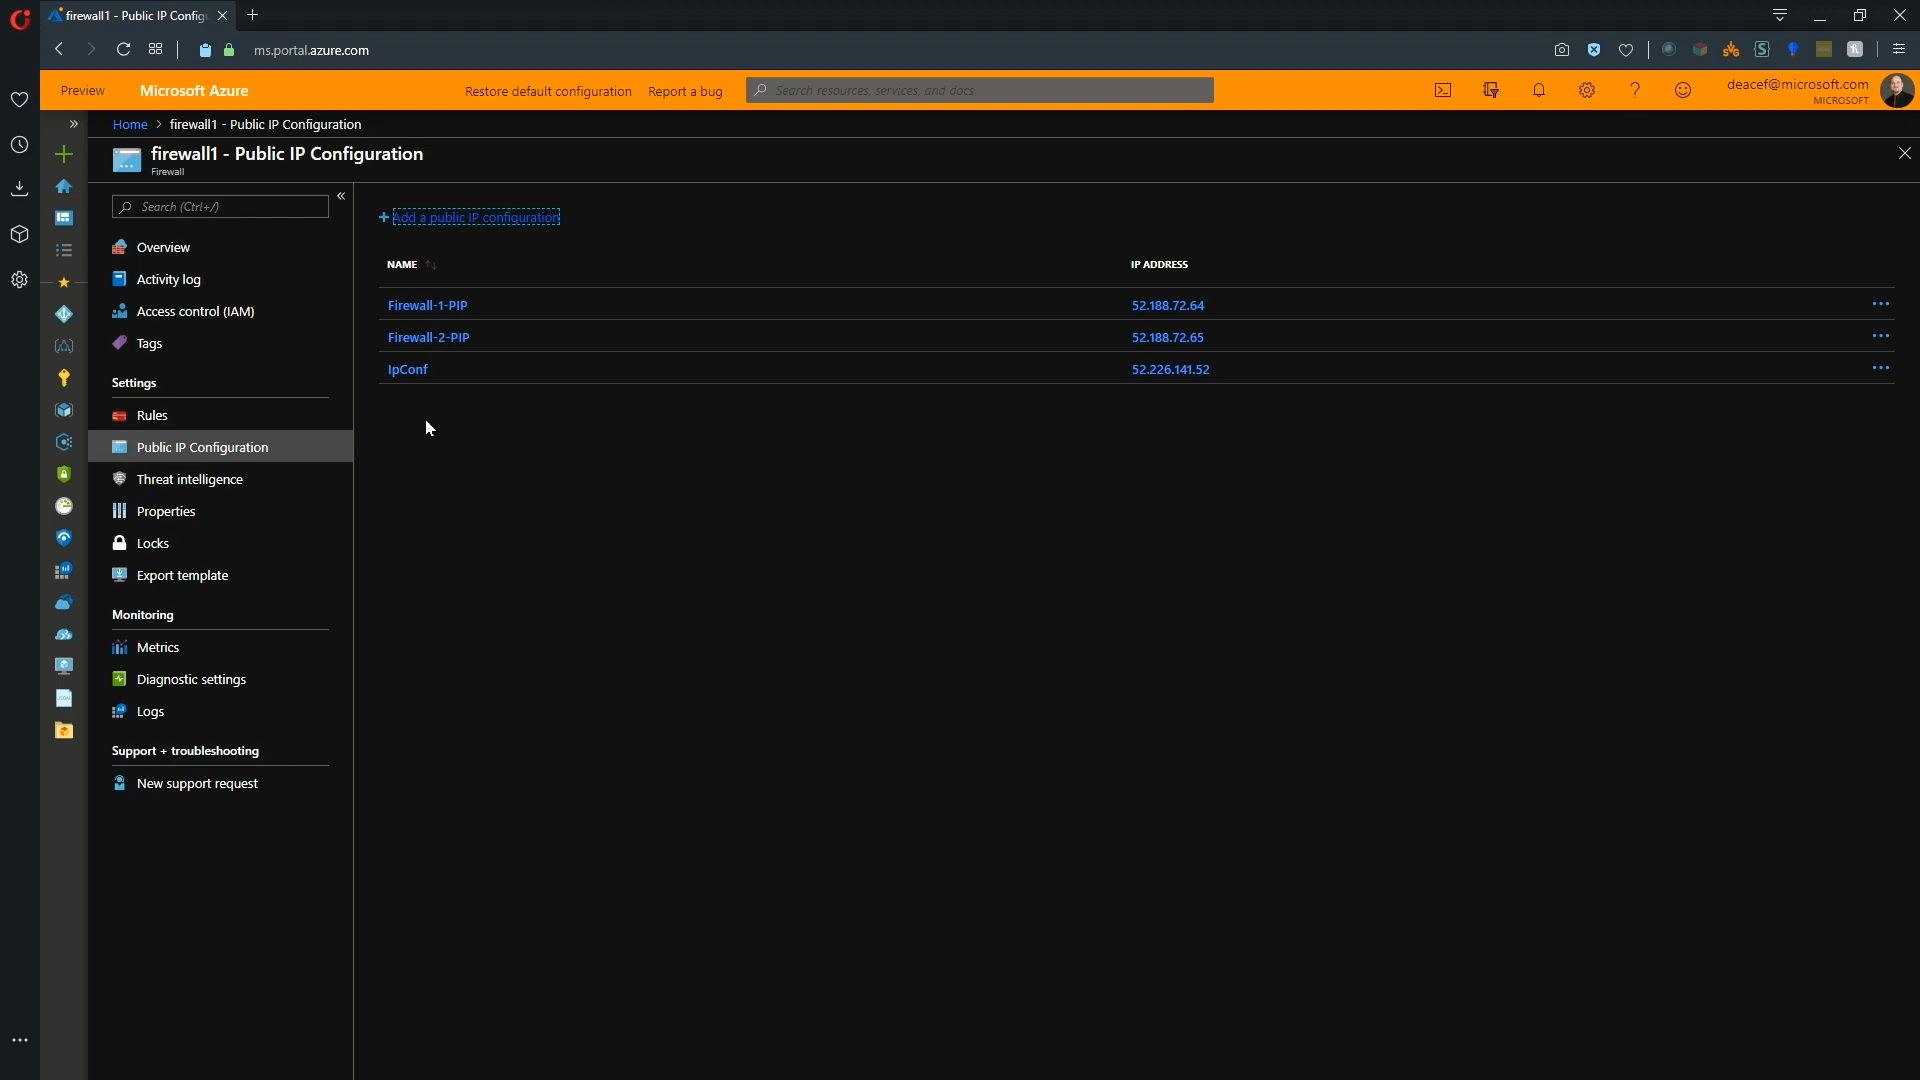 firewall1 - Public IP Configu
ms.portal.azure.com
Preview
Microsoft Azure
Restore default configuration
Report a bug
Search resources, services, and docs
deacef@microsoft.com
MICROSOFT
Home > firewall1 - Public IP Configuration
firewall1 - Public IP Configuration
Firewall
Search (Ctrl+/)
Overview
Activity log
Access control (IAM)
Tags
Settings
Rules
Public IP Configuration
Threat intelligence
Properties
Locks
Export template
Monitoring
Metrics
Diagnostic settings
Logs
Support + troubleshooting
New support request
+ Add a public IP configuration
NAME IP ADDRESS
Firewall-1-PIP 52.188.72.64
Firewall-2-PIP 52.188.72.65
IpConf 52.226.141.52